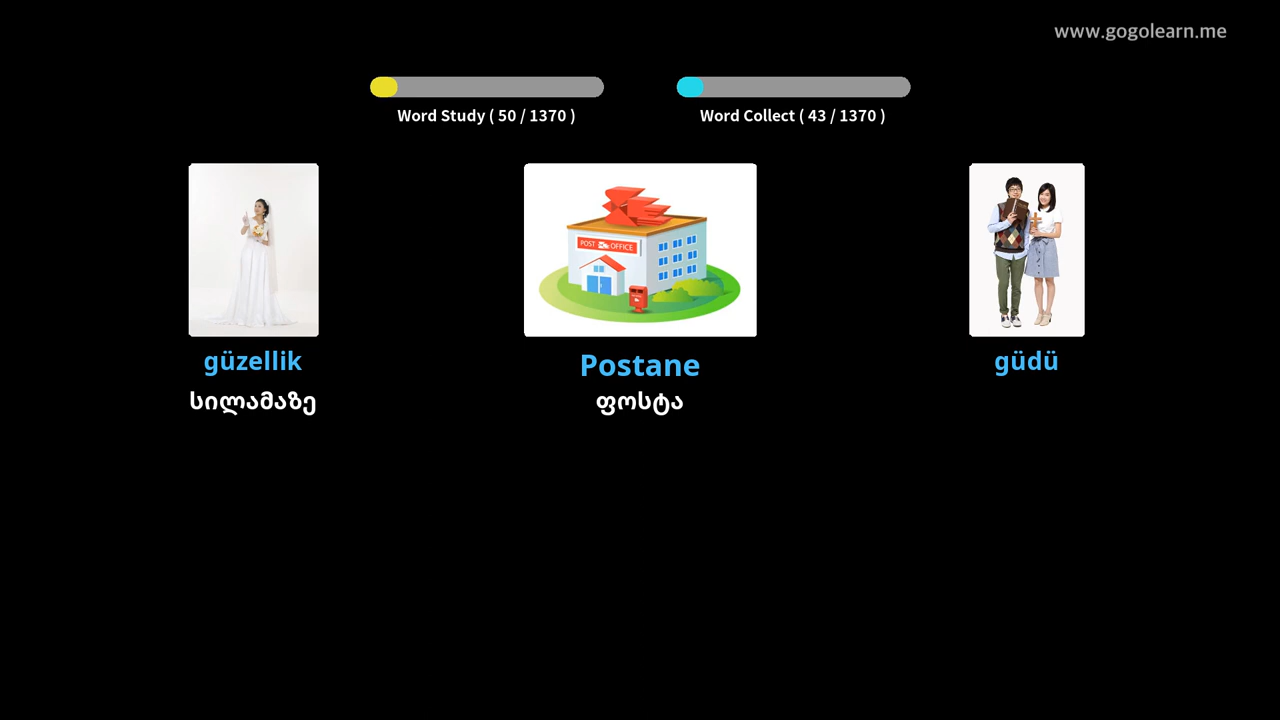 www.gogolearn.me
Word Study ( 50 / 1370 )
Word Collect ( 43 / 1370 )
POST OFFICE
güzellik
Postane
güdü
სილამაზე
ფოსტა